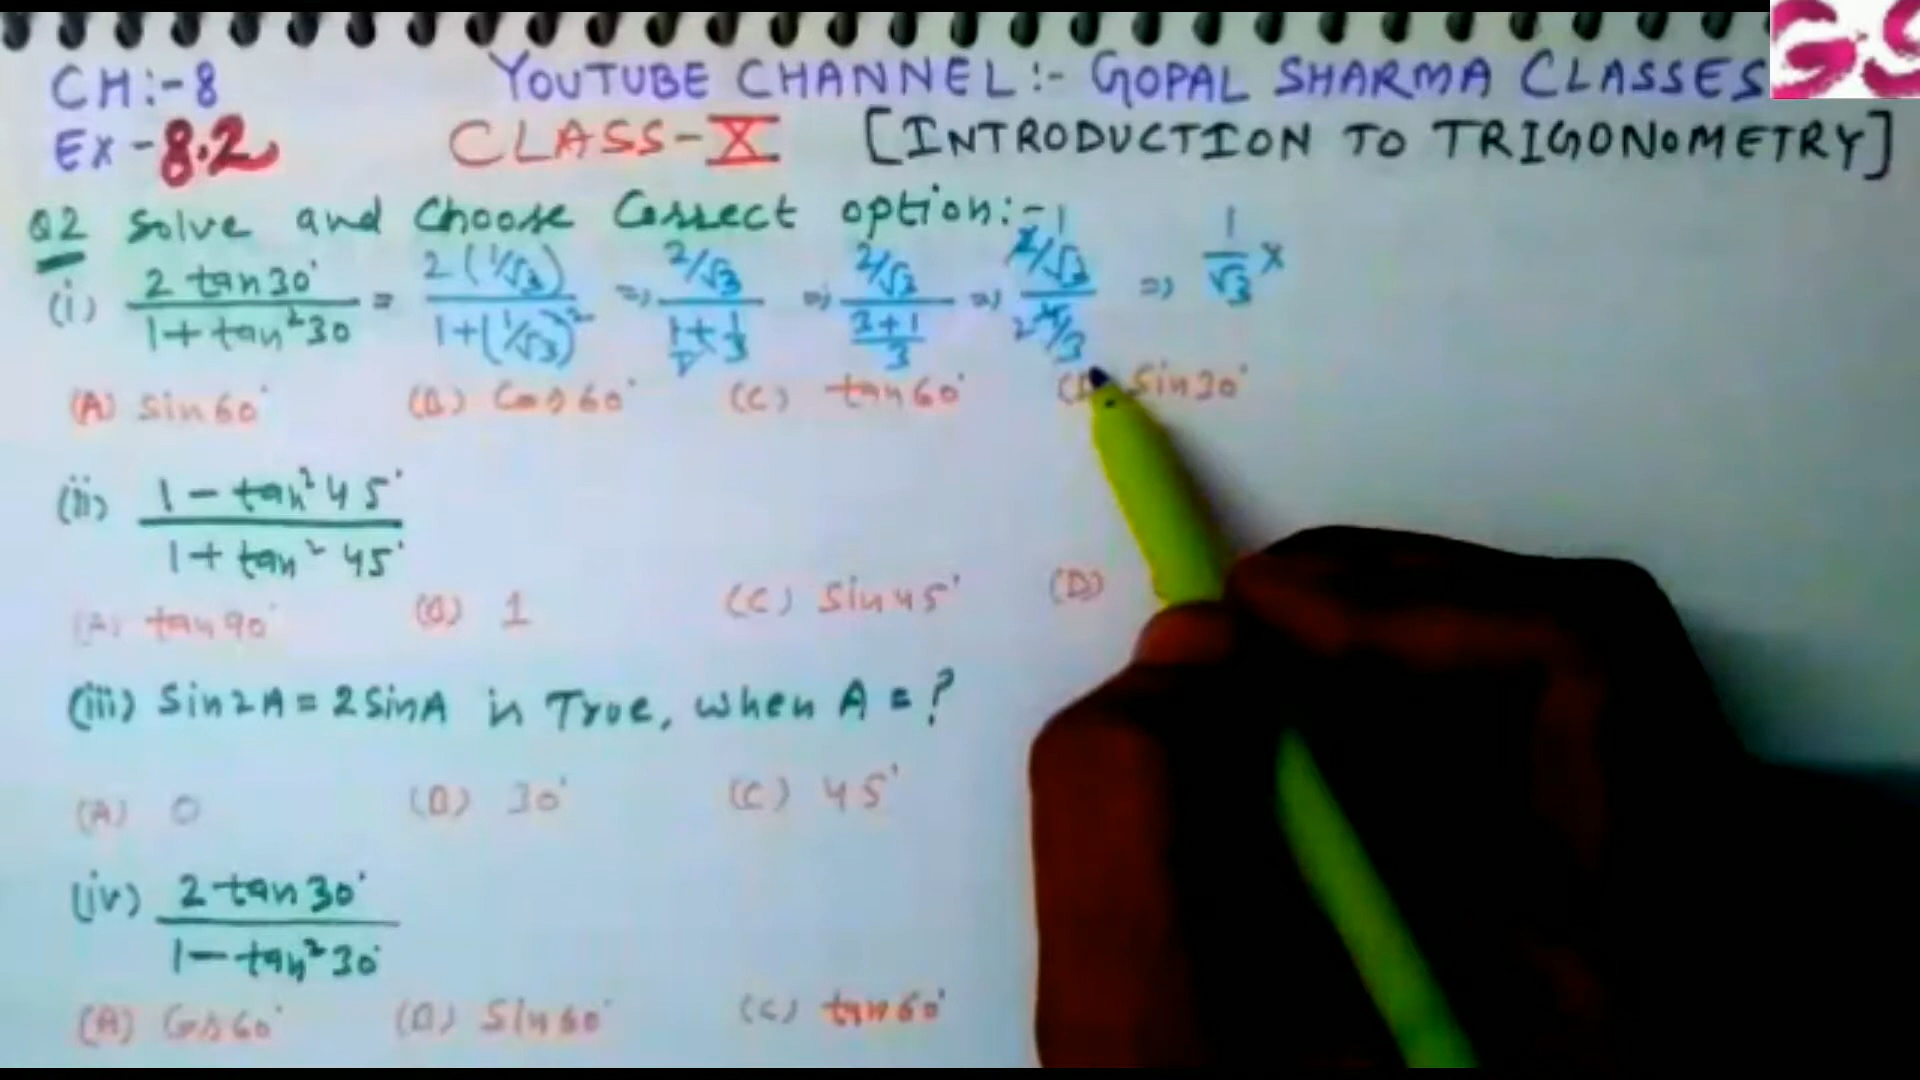 GS
CH:-8 YOUTUBE CHANNEL:- GOPAL SHARMA CLASSES
EX-8.2 CLASS-X [INTRODUCTION TO TRIGONOMETRY]
Q2 Solve and Choose Correct option:-
(i) 2 tan30° / 1+tan²30 = 2(1/√3) / 1+(1/√3)² => 2/√3 / 1+1/3 => 2/√3 / 3+1/3 => 2/√3 / 4/3 => 1/√3 ×
(A) Sin60° (B) Cos60° (C) tan60° (D) Sin30°
(ii) 1-tan²45° / 1+tan²45°
(A) tan90° (B) 1 (C) Sin45° (D)
(iii) Sin2A=2SinA is True, when A=?
(A) 0 (B) 30° (C) 45°
(iv) 2tan30° / 1-tan²30°
(A) Cos60° (B) Sin60° (C) tan60°